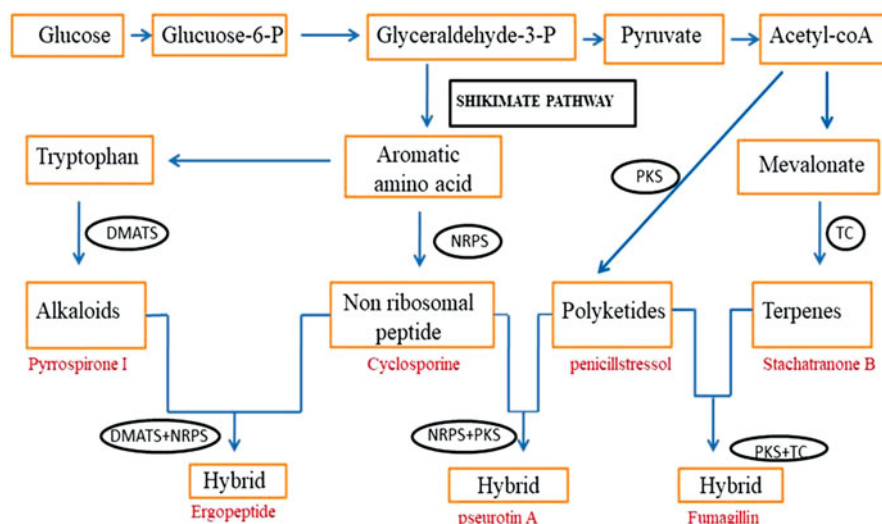 Glucose
Glucuose-6-P
Glyceraldehyde-3-P
Pyruvate
Acetyl-coA
SHIKIMATE PATHWAY
Tryptophan
Aromatic
amino acid
PKS
Mevalonate
DMATS
NRPS
TC
Alkaloids
Non ribosomal
peptide
Polyketides
Terpenes
Pyrrospirone I
Cyclosporine
penicillstressol
Stachatranone B
DMATS+NRPS
NRPS+PKS
PKS+TC
Hybrid
Hybrid
Hybrid
Ergopeptide
pseurotin A
Fumagillin